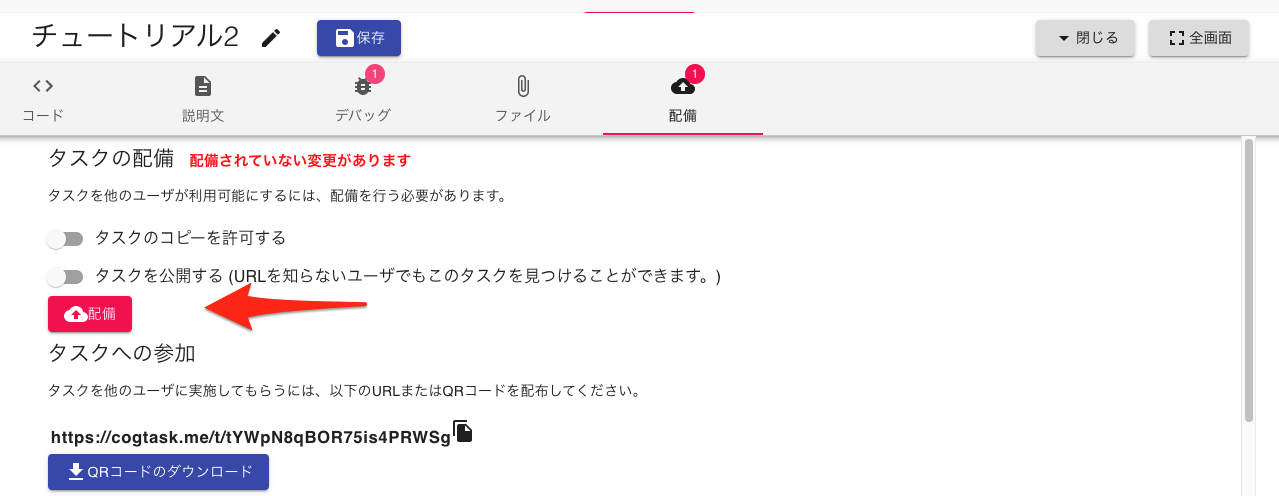 チュートリアル2
保存
閉じる
全画面
コード
説明文
1
デバッグ
ファイル
1
配備
タスクの配備 配備されていない変更があります
タスクを他のユーザが利用可能にするには、配備を行う必要があります。
タスクのコピーを許可する
タスクを公開する (URLを知らないユーザでもこのタスクを見つけることができます。)
配備
タスクへの参加
タスクを他のユーザに実施してもらうには、以下のURLまたはQRコードを配布してください。
https://cogtask.me/t/tYWpN8qBOR75is4PRWSg
QRコードのダウンロード